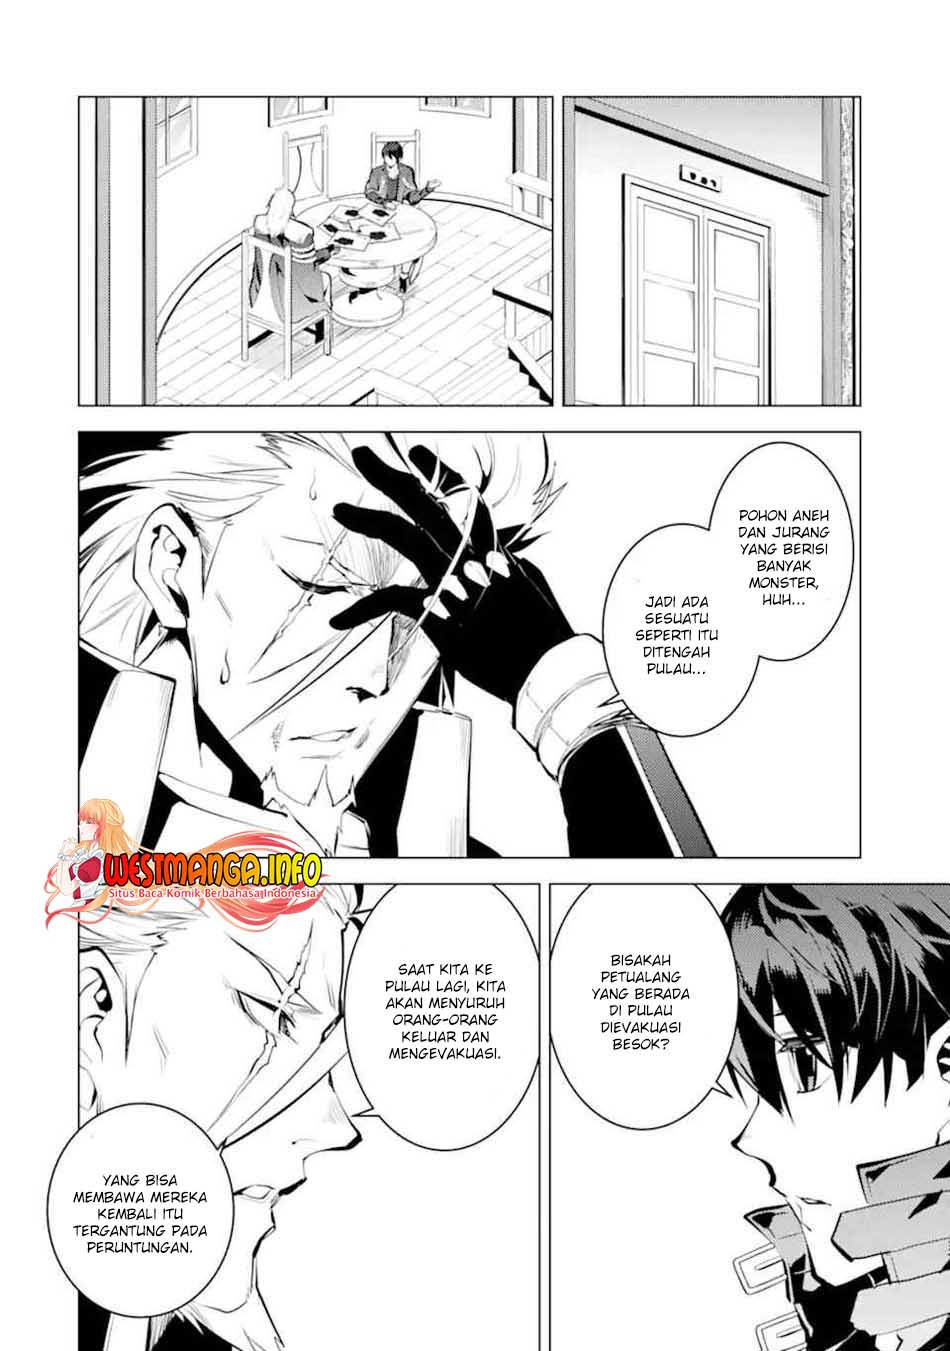 POHON ANEH
DAN JURANG
YANG BERISI
BANYAK
MONSTER,
HUH...
JADI ADA
SESUATU
SEPERTI ITU
DITENGAH
PULAU...
WESTMANGA.INFO
Situs Baca Komik Berbahasa Indonesia
BISAKAH
PETUALANG
YANG BERADA
DI PULAU
DIEVAKUASI
BESOK?
SAAT KITA KE
PULAU LAGI, KITA
AKAN MENYURUH
ORANG-ORANG
KELUAR DAN
MENGEVAKUASI.
YANG BISA
MEMBAWA MEREKA
KEMBALI ITU
TERGANTUNG PADA
PERUNTUNGAN.